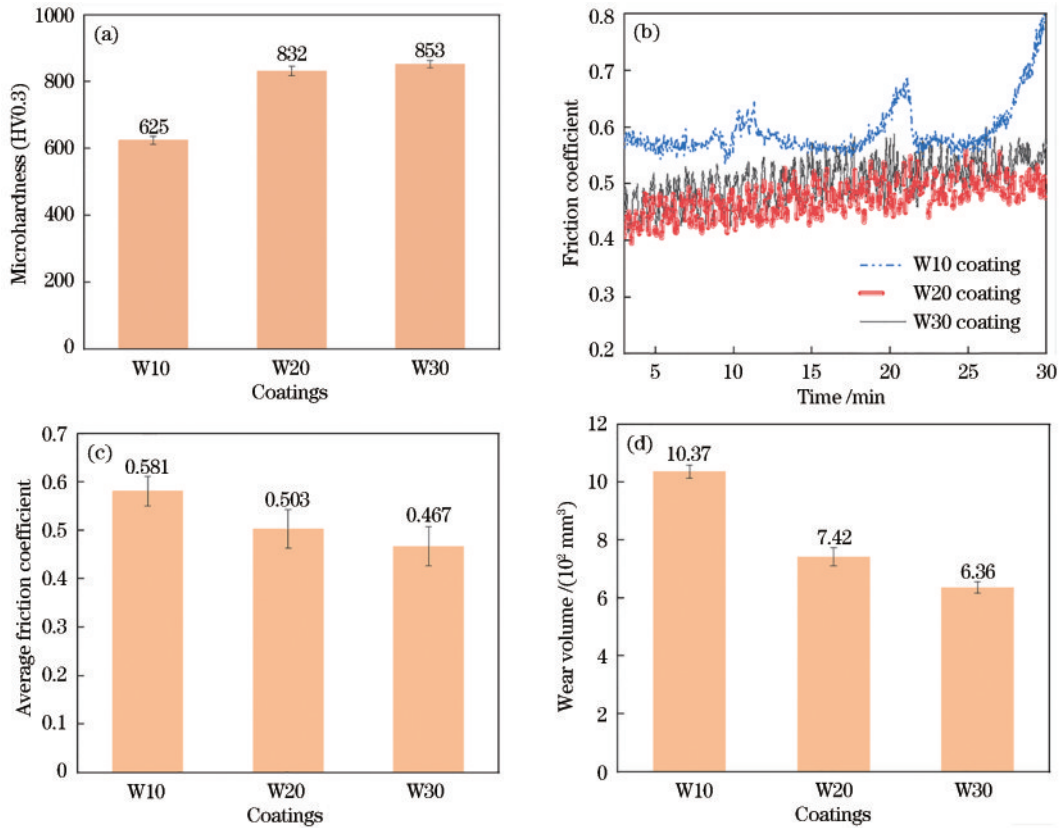 (a)
1000
800
600
400
200
0
Microhardness (HV0.3)
625
832
853
W10
W20
W30
Coatings
(b)
0.8
0.7
0.6
0.5
0.4
0.3
0.2
Friction coefficient
W10 coating
W20 coating
W30 coating
5
10
15
20
25
30
Time /min
(c)
0.7
0.6
0.5
0.4
0.3
0.2
0.1
0
Average friction coefficient
0.581
0.503
0.467
W10
W20
W30
Coatings
(d)
12
10
8
6
4
2
0
Wear volume /(10² mm³)
10.37
7.42
6.36
W10
W20
W30
Coatings